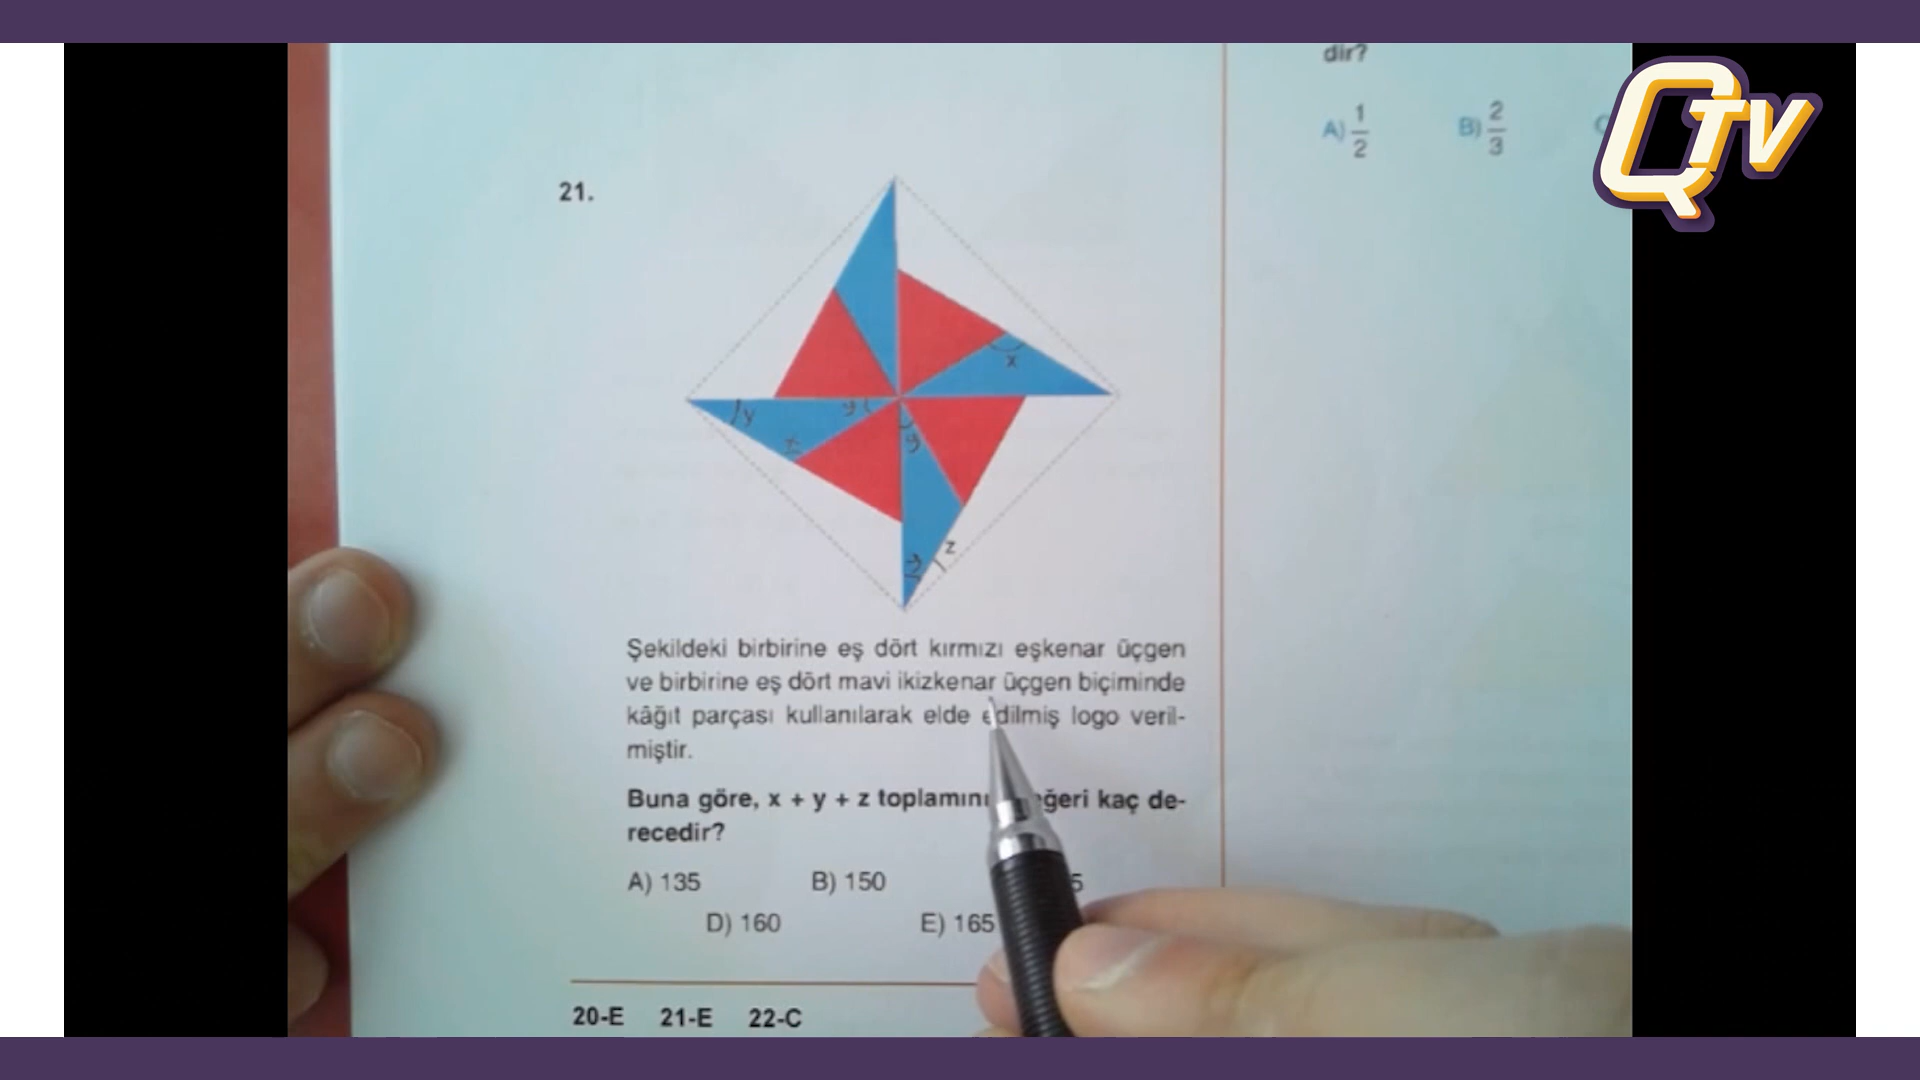 dir?
A) 1/2 B) 2/3
QTV
21.
x
y y
x y
z
y
Şekildeki birbirine eş dört kırmızı eşkenar üçgen
ve birbirine eş dört mavi ikizkenar üçgen biçiminde
kâğıt parçası kullanılarak elde edilmiş logo veril-
miştir.
Buna göre, x + y + z kaç de-
recedir?
A) 135 B) 150
D) 160 E) 165
20-E 21-E 22-C